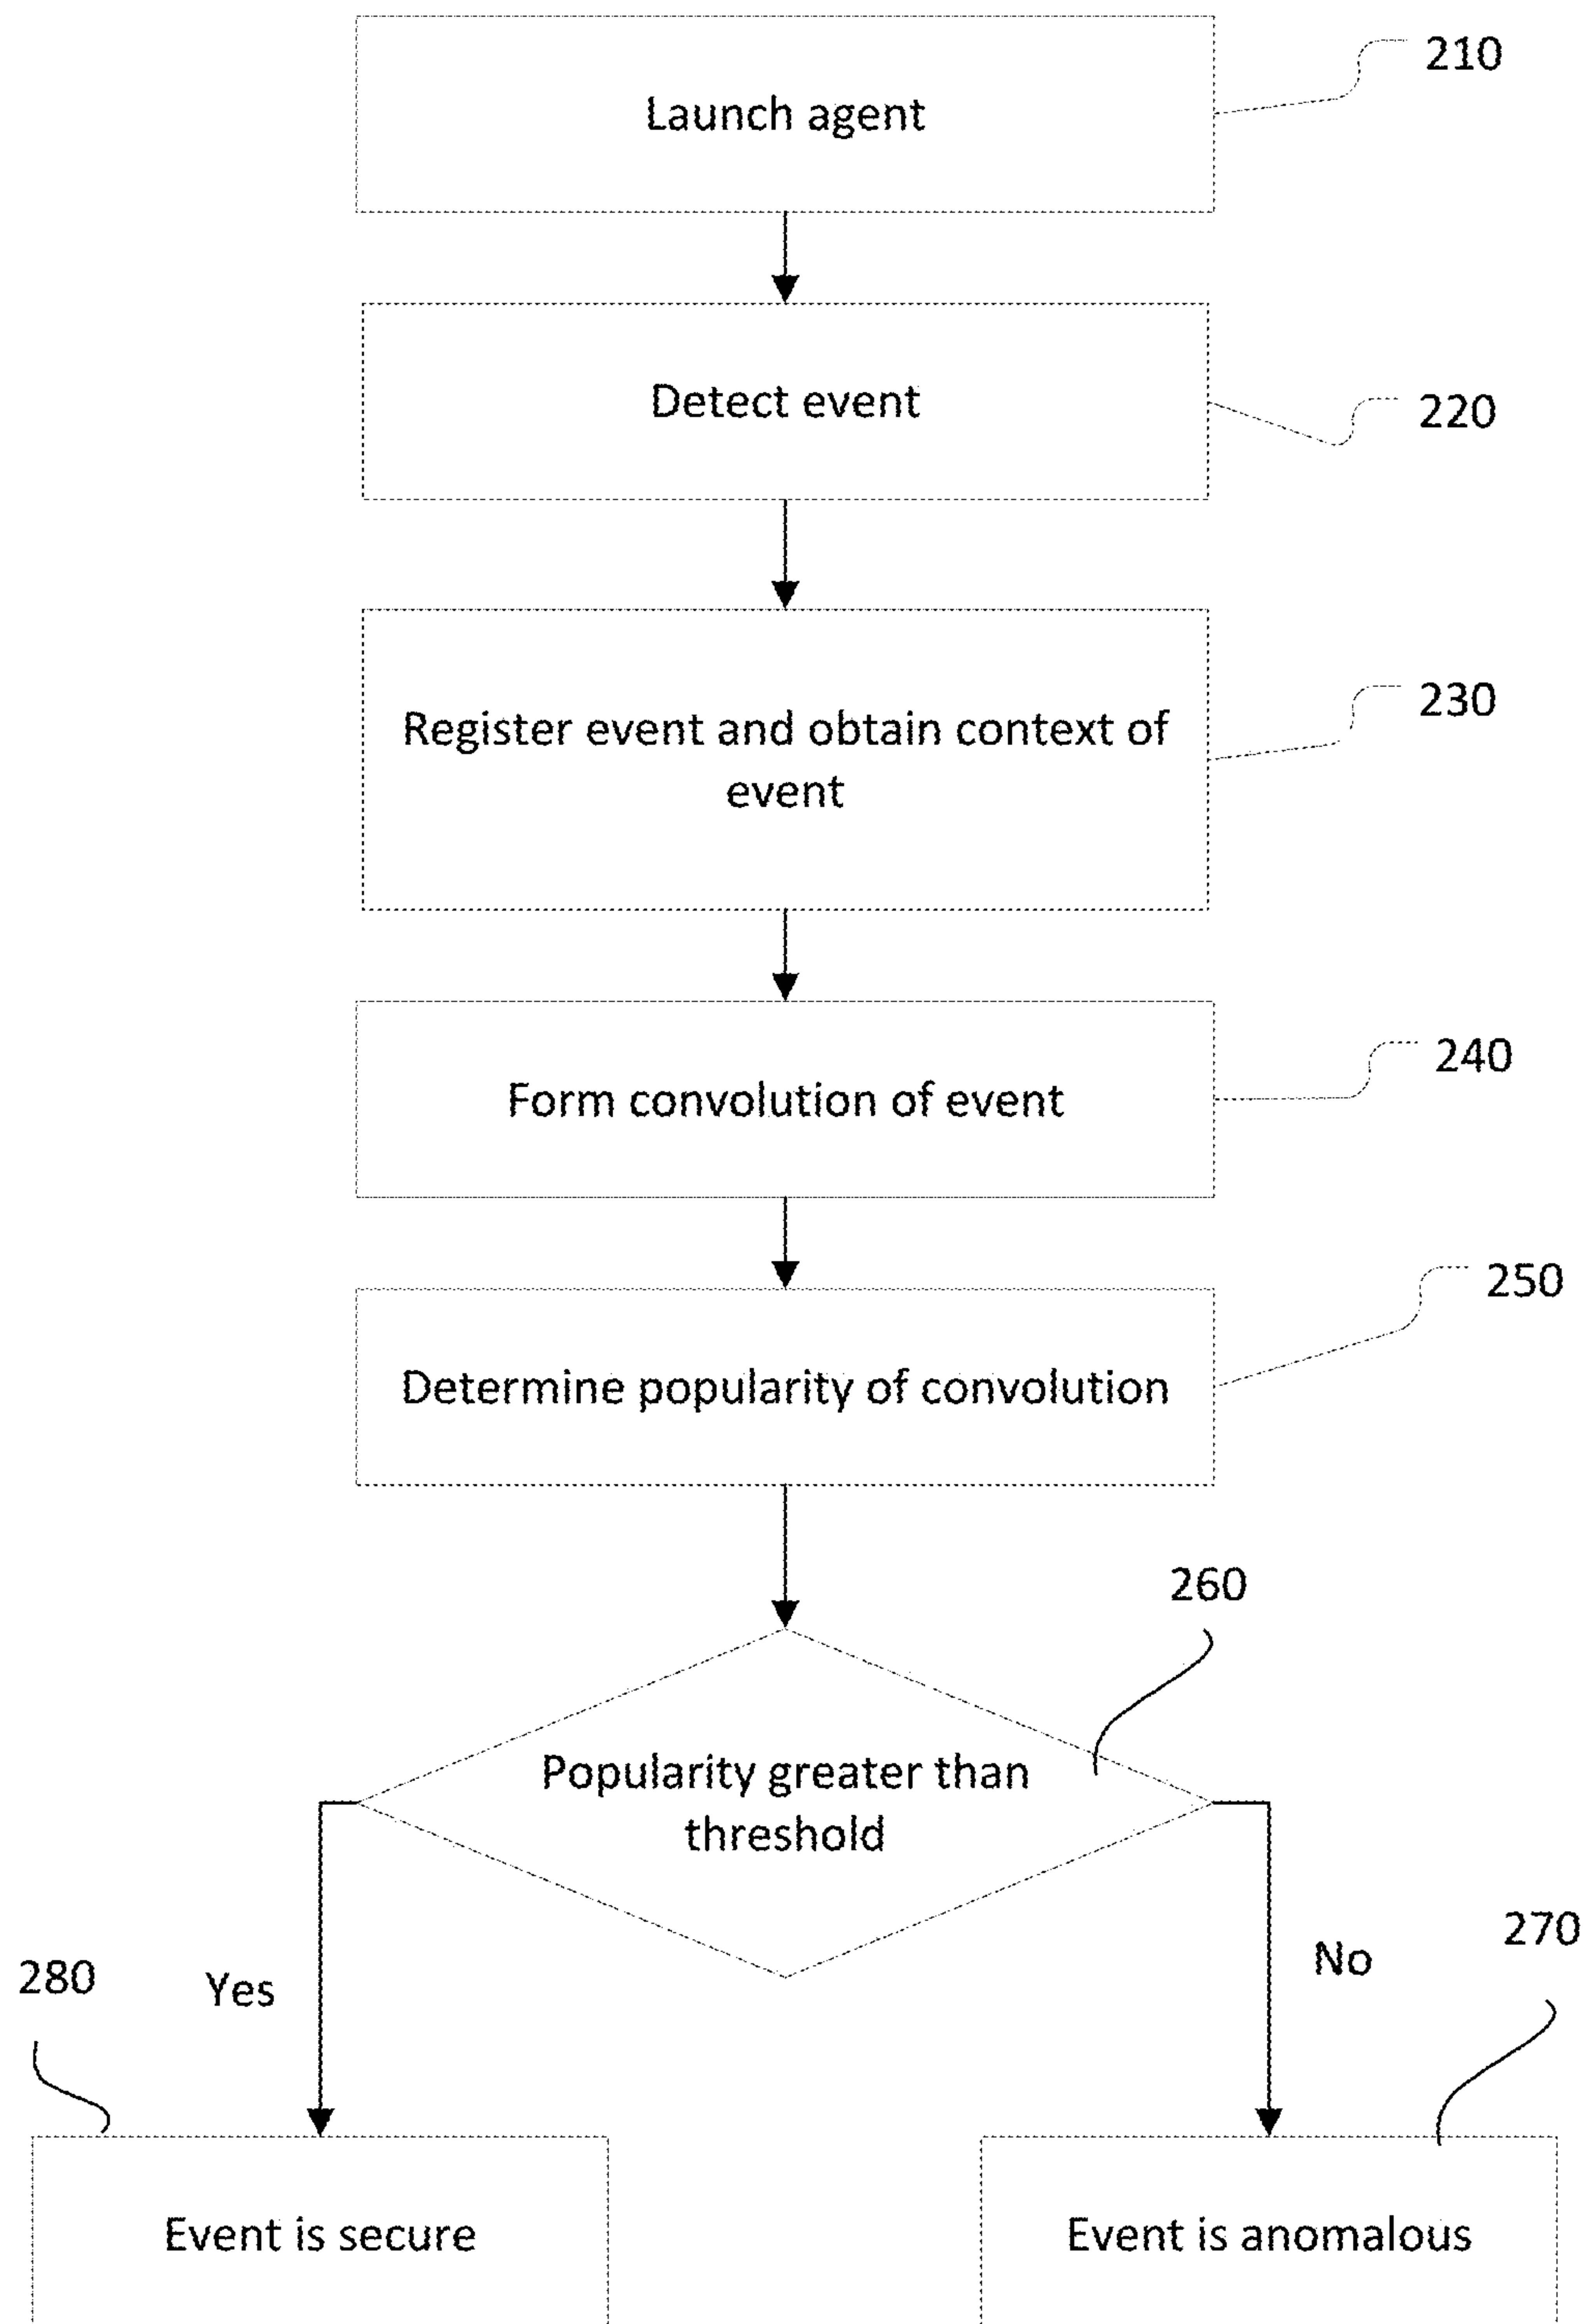 Launch agent
210
Detect event
220
Register event and obtain context of
event
230
Form convolution of event
240
Determine popularity of convolution
250
260
Popularity greater than
threshold
280
Yes
No
270
Event is secure
Event is anomalous